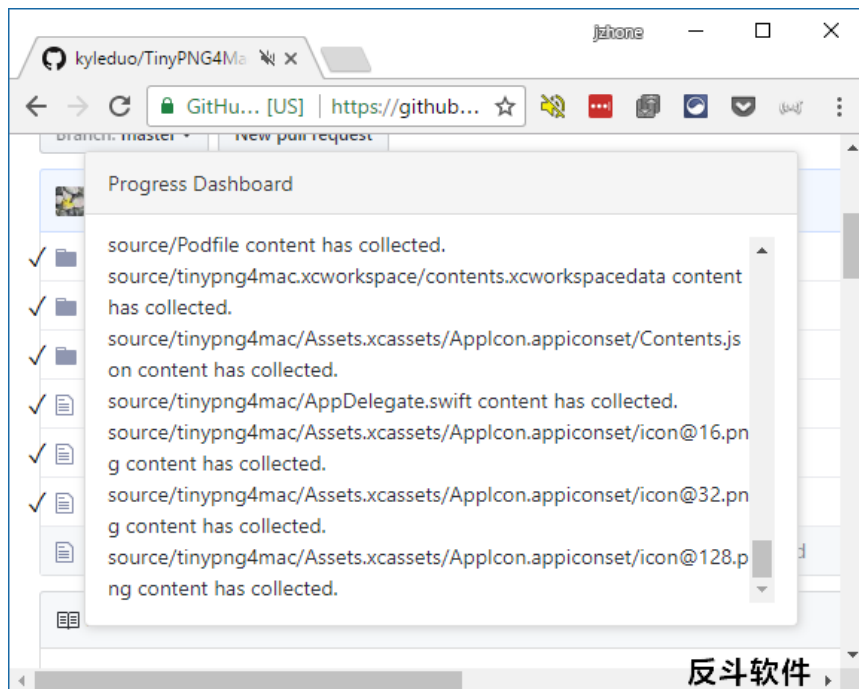 jzhone
kyleduo/TinyPNG4Ma
GitHu... [US] https://github...
Branch: master New pull request
Progress Dashboard
source/Podfile content has collected.
source/tinypng4mac.xcworkspace/contents.xcworkspacedata content
has collected.
source/tinypng4mac/Assets.xcassets/AppIcon.appiconset/Contents.js
on content has collected.
source/tinypng4mac/AppDelegate.swift content has collected.
source/tinypng4mac/Assets.xcassets/AppIcon.appiconset/icon@16.pn
g content has collected.
source/tinypng4mac/Assets.xcassets/AppIcon.appiconset/icon@32.pn
g content has collected.
source/tinypng4mac/Assets.xcassets/AppIcon.appiconset/icon@128.p
ng content has collected.
d
反斗软件